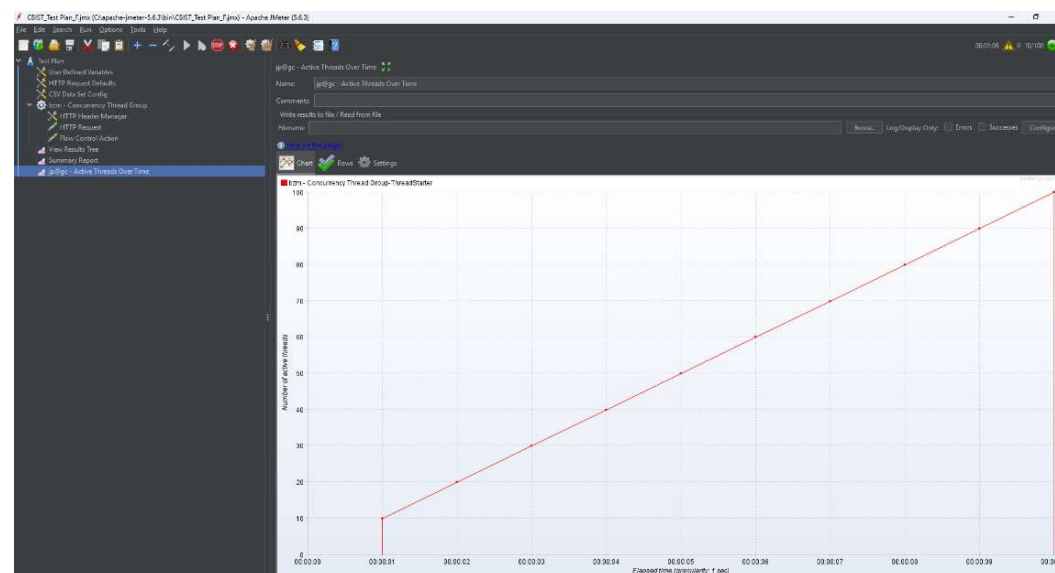 CBIST_Test Plan_F.jmx (C:\apache-jmeter-5.6.3\bin\CBIST_Test Plan_F.jmx) - Apache JMeter (5.6.3)
File Edit Search Run Options Tools Help
00:01:09 0 10/100
Test Plan
User Defined Variables
HTTP Request Defaults
CSV Data Set Config
bzm - Concurrency Thread Group
HTTP Header Manager
HTTP Request
Flow Control Action
View Results Tree
Summary Report
jp@gc - Active Threads Over Time
jp@gc - Active Threads Over Time
Name: jp@gc - Active Threads Over Time
Comments:
Write results to file / Read from file
Filename Browse... Log/Display Only: Errors Successes Configure
Chart Rows Settings
bzm - Concurrency Thread Group-ThreadStarter
100
90
80
70
60
50
40
30
20
10
0
Number of active threads
00:00:00 00:00:01 00:00:02 00:00:03 00:00:04 00:00:05 00:00:06 00:00:07 00:00:08 00:00:09
Elapsed time (granularity: 1 sec)